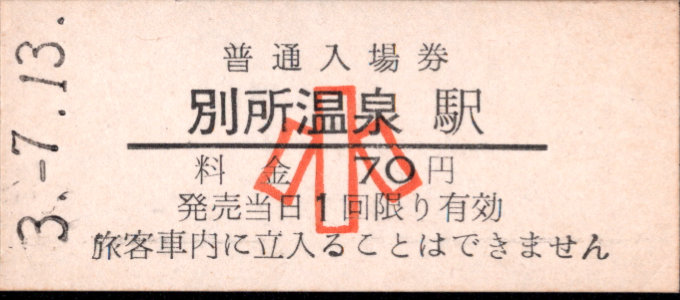 3.-7.13.
普通入場券
別所温泉 駅
小
料 金 70円
発売当日1回限り有効
旅客車内に立入ることはできません